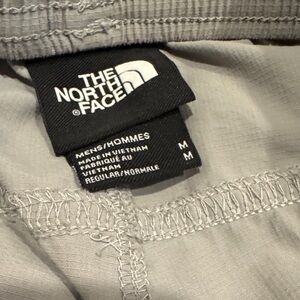 THE
NORTH
FACE
®
MENS/HOMMES
MADE IN VIETNAM
FABRIQUÉ AU
VIETNAM
REGULAR/NORMALE
M
M